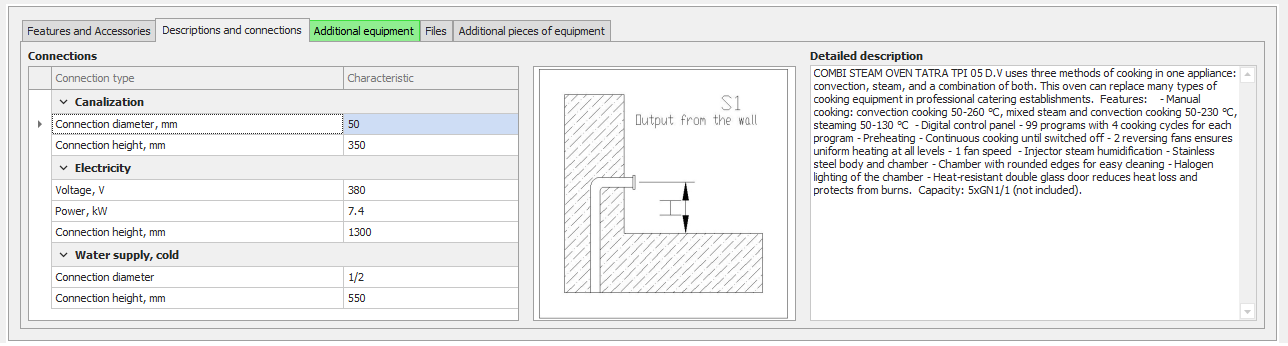 Features and Accessories
Descriptions and connections
Additional equipment
Files
Additional pieces of equipment
Connections
Connection type Characteristic
Canalization
Connection diameter, mm 50
Connection height, mm 350
Electricity
Voltage, V 380
Power, kW 7.4
Connection height, mm 1300
Water supply, cold
Connection diameter 1/2
Connection height, mm 550
S1
Output from the wall
H
Detailed description
COMBI STEAM OVEN TATRA TPI 05 D.V uses three methods of cooking in one appliance:
convection, steam, and a combination of both. This oven can replace many types of
cooking equipment in professional catering establishments. Features: - Manual
cooking: convection cooking 50-260 °C, mixed steam and convection cooking 50-230 °C,
steaming 50-130 °C - Digital control panel - 99 programs with 4 cooking cycles for each
program - Preheating - Continuous cooking until switched off - 2 reversing fans ensures
uniform heating at all levels - 1 fan speed - Injector steam humidification - Stainless
steel body and chamber - Chamber with rounded edges for easy cleaning - Halogen
lighting of the chamber - Heat-resistant double glass door reduces heat loss and
protects from burns. Capacity: 5xGN1/1 (not included).